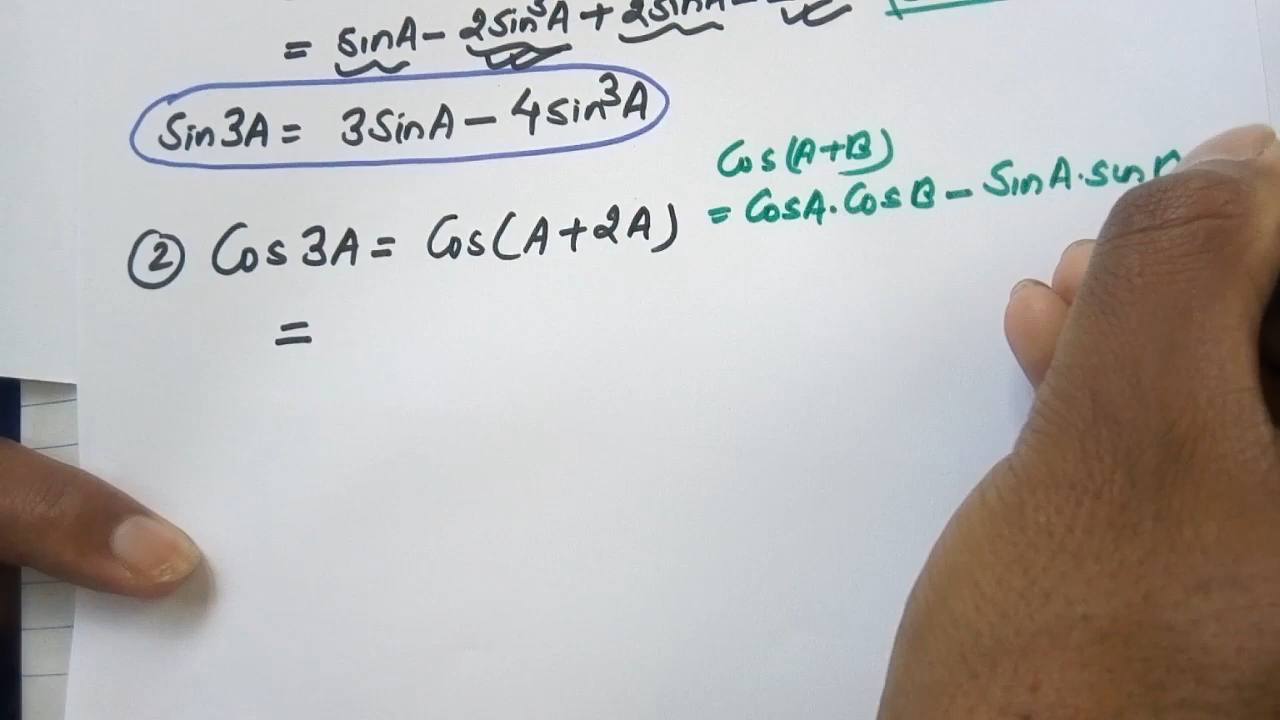 = sinA - 2sin³A + 2sinA -
Sin3A = 3SinA - 4sin³A
Cos(A+B)
= CosA.CosB - SinA.sin
② Cos3A = Cos(A+2A)
=